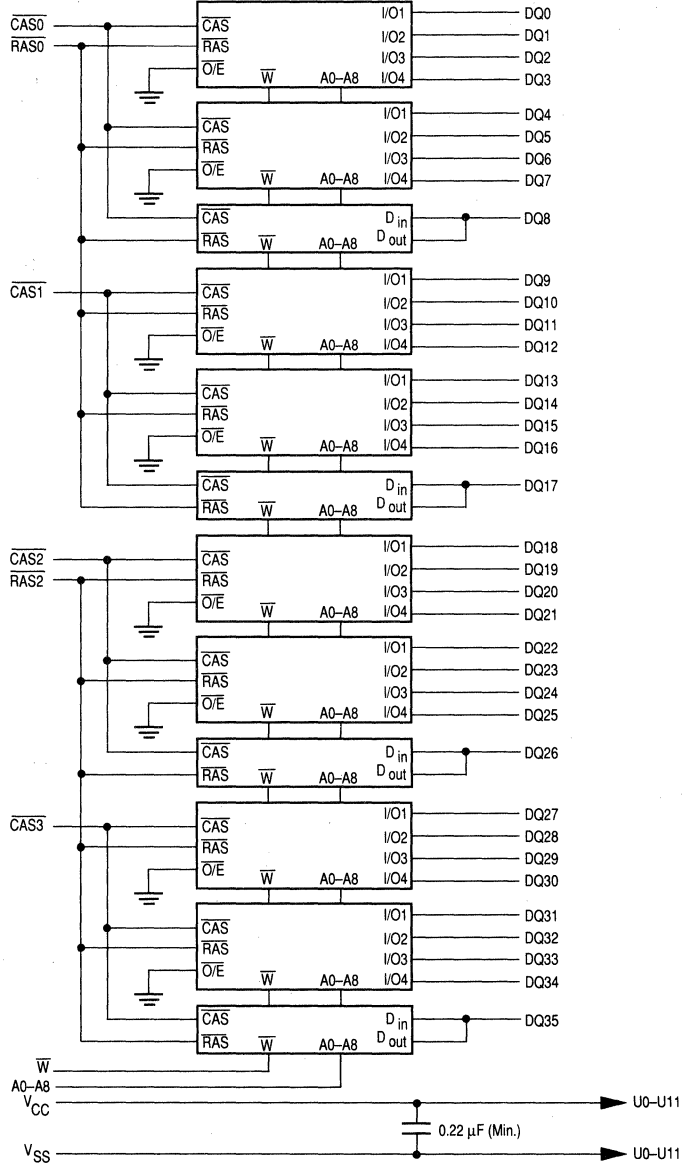 CAS0
RAS0
CAS
RAS
O/E
W
A0–A8
I/O1
I/O2
I/O3
I/O4
DQ0
DQ1
DQ2
DQ3
CAS
RAS
O/E
W
A0–A8
I/O1
I/O2
I/O3
I/O4
DQ4
DQ5
DQ6
DQ7
CAS
RAS
W
A0–A8
D in
D out
DQ8
CAS1
CAS
RAS
O/E
W
A0–A8
I/O1
I/O2
I/O3
I/O4
DQ9
DQ10
DQ11
DQ12
CAS
RAS
O/E
W
A0–A8
I/O1
I/O2
I/O3
I/O4
DQ13
DQ14
DQ15
DQ16
CAS
RAS
W
A0–A8
D in
D out
DQ17
CAS2
RAS2
CAS
RAS
O/E
W
A0–A8
I/O1
I/O2
I/O3
I/O4
DQ18
DQ19
DQ20
DQ21
CAS
RAS
O/E
W
A0–A8
I/O1
I/O2
I/O3
I/O4
DQ22
DQ23
DQ24
DQ25
CAS
RAS
W
A0–A8
D in
D out
DQ26
CAS3
CAS
RAS
O/E
W
A0–A8
I/O1
I/O2
I/O3
I/O4
DQ27
DQ28
DQ29
DQ30
CAS
RAS
O/E
W
A0–A8
I/O1
I/O2
I/O3
I/O4
DQ31
DQ32
DQ33
DQ34
CAS
RAS
W
A0–A8
D in
D out
DQ35
W
A0–A8
VCC
U0–U11
0.22 µF (Min.)
VSS
U0–U11